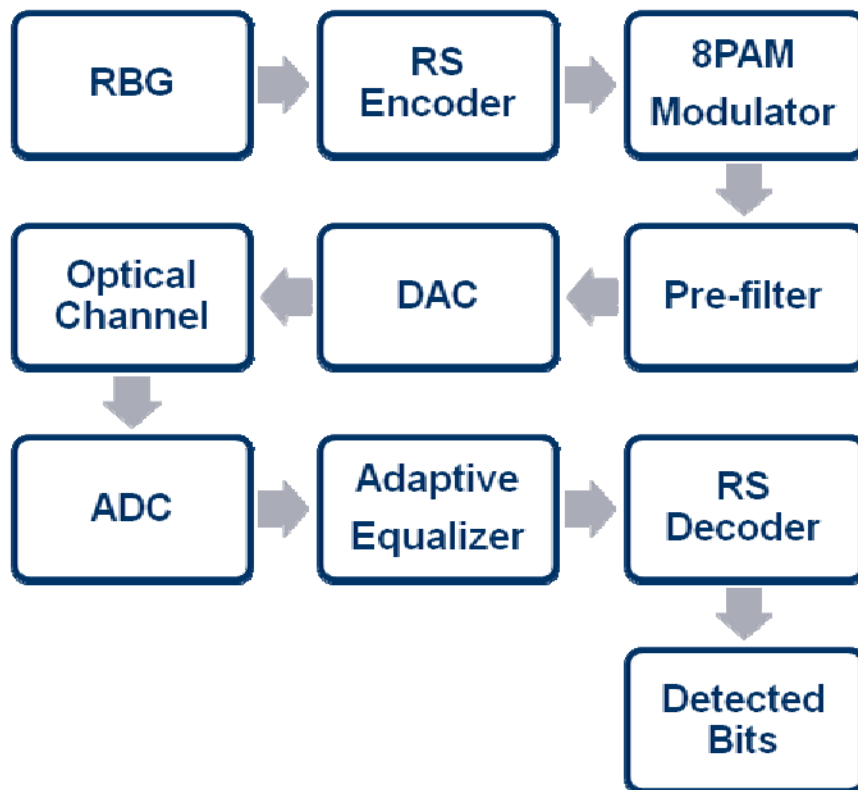 RBG
RS
Encoder
8PAM
Modulator
Optical
Channel
DAC
Pre-filter
ADC
Adaptive
Equalizer
RS
Decoder
Detected
Bits